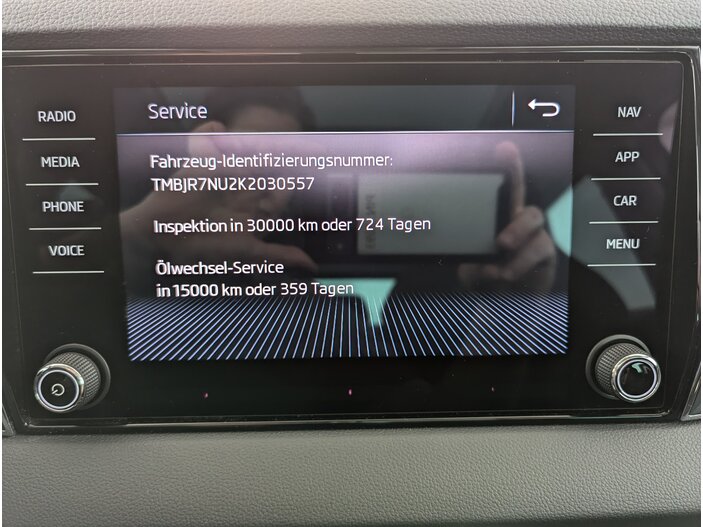 Service
Fahrzeug-Identifizierungsnummer:
TMBJR7NU2K2030557
Inspektion in 30000 km oder 724 Tagen
Ölwechsel-Service
in 15000 km oder 359 Tagen
RADIO
MEDIA
PHONE
VOICE
NAV
APP
CAR
MENU